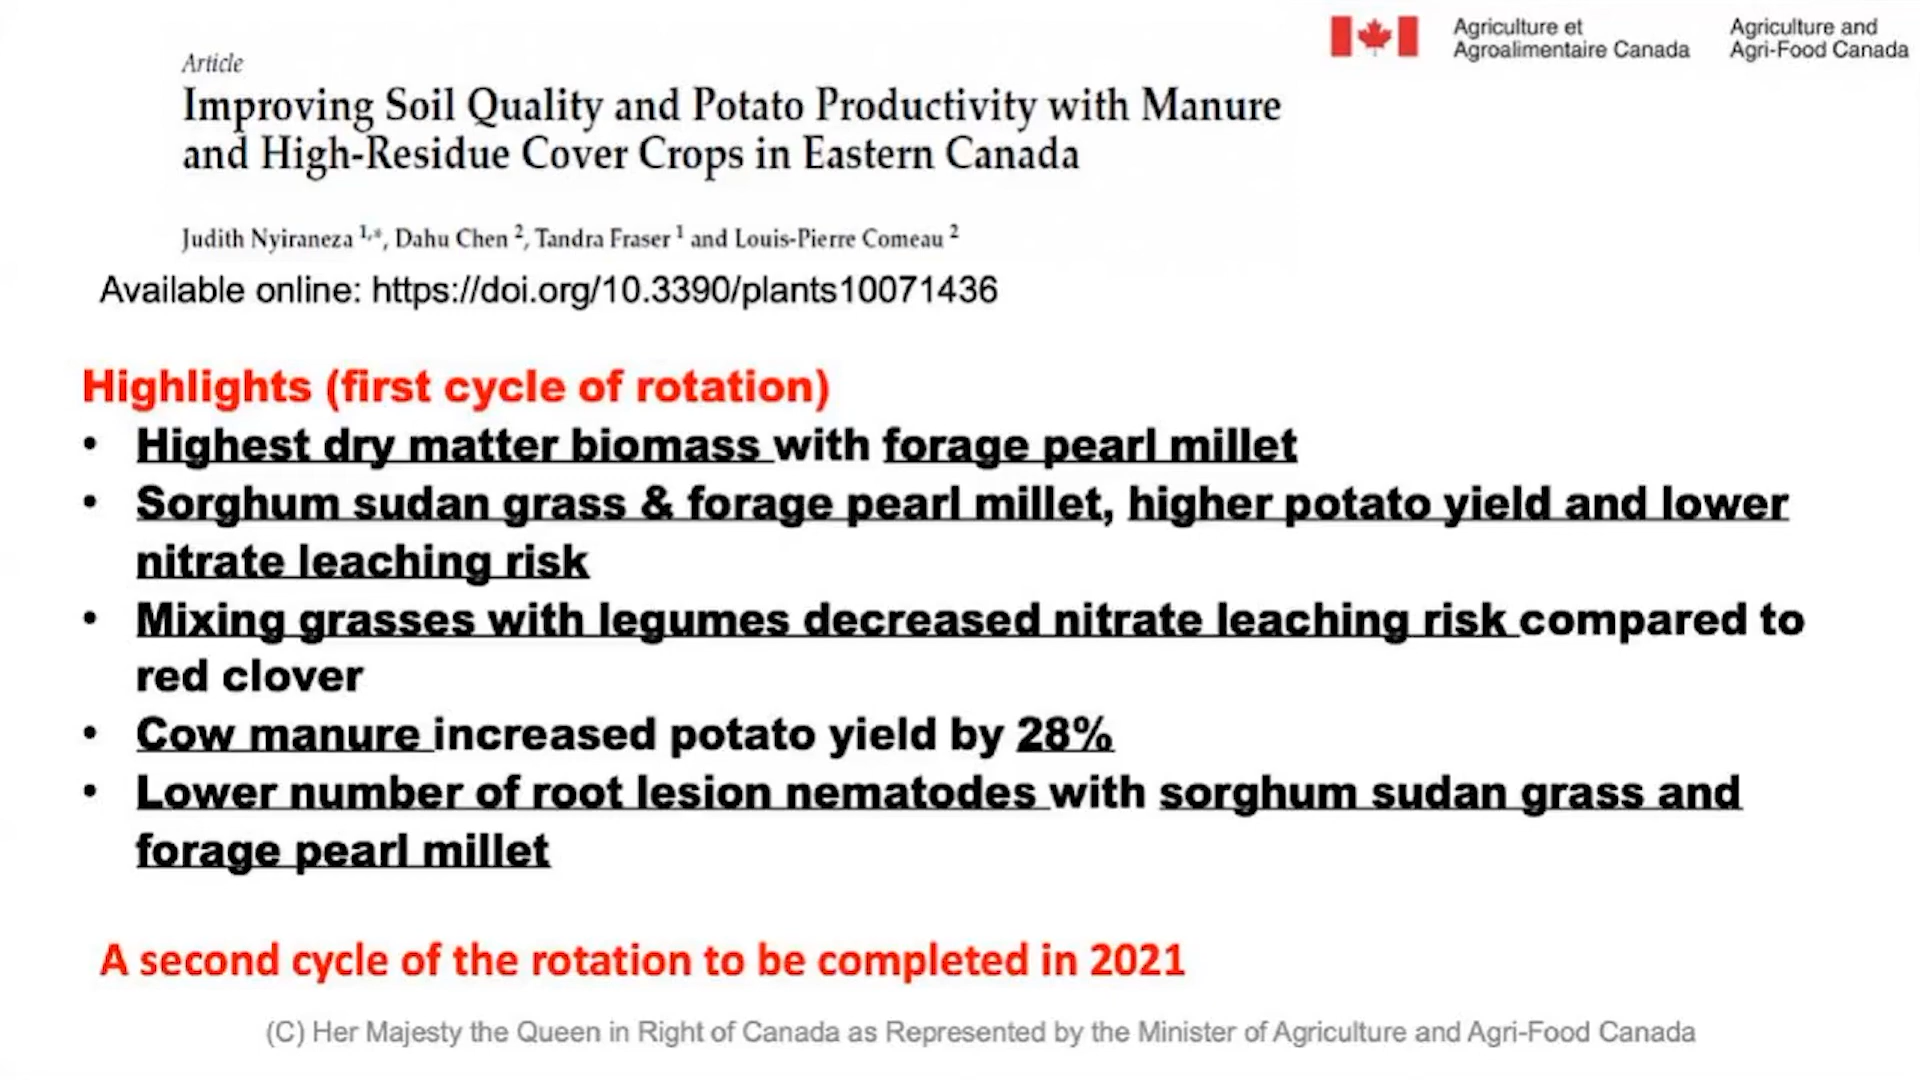 Agriculture et
Agroalimentaire Canada
Agriculture and
Agri-Food Canada
Article
Improving Soil Quality and Potato Productivity with Manure
and High-Residue Cover Crops in Eastern Canada
Judith Nyiraneza 1,*, Dahu Chen 2, Tandra Fraser 1 and Louis-Pierre Comeau 2
Available online: https://doi.org/10.3390/plants10071436
Highlights (first cycle of rotation)
• Highest dry matter biomass with forage pearl millet
• Sorghum sudan grass & forage pearl millet, higher potato yield and lower
nitrate leaching risk
• Mixing grasses with legumes decreased nitrate leaching risk compared to
red clover
• Cow manure increased potato yield by 28%
• Lower number of root lesion nematodes with sorghum sudan grass and
forage pearl millet
A second cycle of the rotation to be completed in 2021
(C) Her Majesty the Queen in Right of Canada as Represented by the Minister of Agriculture and Agri-Food Canada